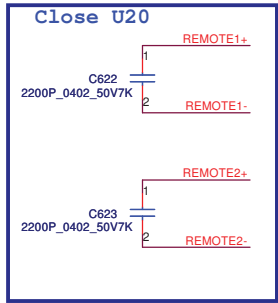 Close U20
REMOTE1+
1
C622
2200P_0402_50V7K
2
REMOTE1-
REMOTE2+
1
C623
2200P_0402_50V7K
2
REMOTE2-